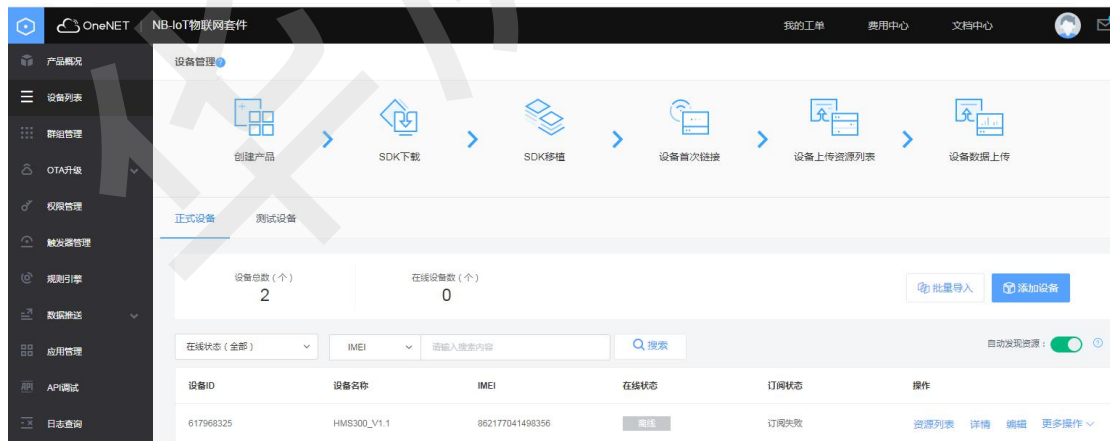 OneNET NB-IoT物联网套件 我的工单 费用中心 文档中心
产品概况
设备列表
群组管理
OTA升级
权限管理
触发器管理
规则引擎
数据推送
应用管理
API API调试
日志查询
设备管理
创建产品 SDK下载 SDK移植 设备首次链接 设备上传资源列表 设备数据上传
正式设备 测试设备
设备总数(个) 在线设备数(个)
2 0
批量导入 添加设备
在线状态(全部) IMEI 请输入搜索内容 搜索 自动发现资源:
设备ID 设备名称 IMEI 在线状态 订阅状态 操作
617968325 HMS300_V1.1 862177041498356 离线 订阅失败 资源列表 详情 编辑 更多操作